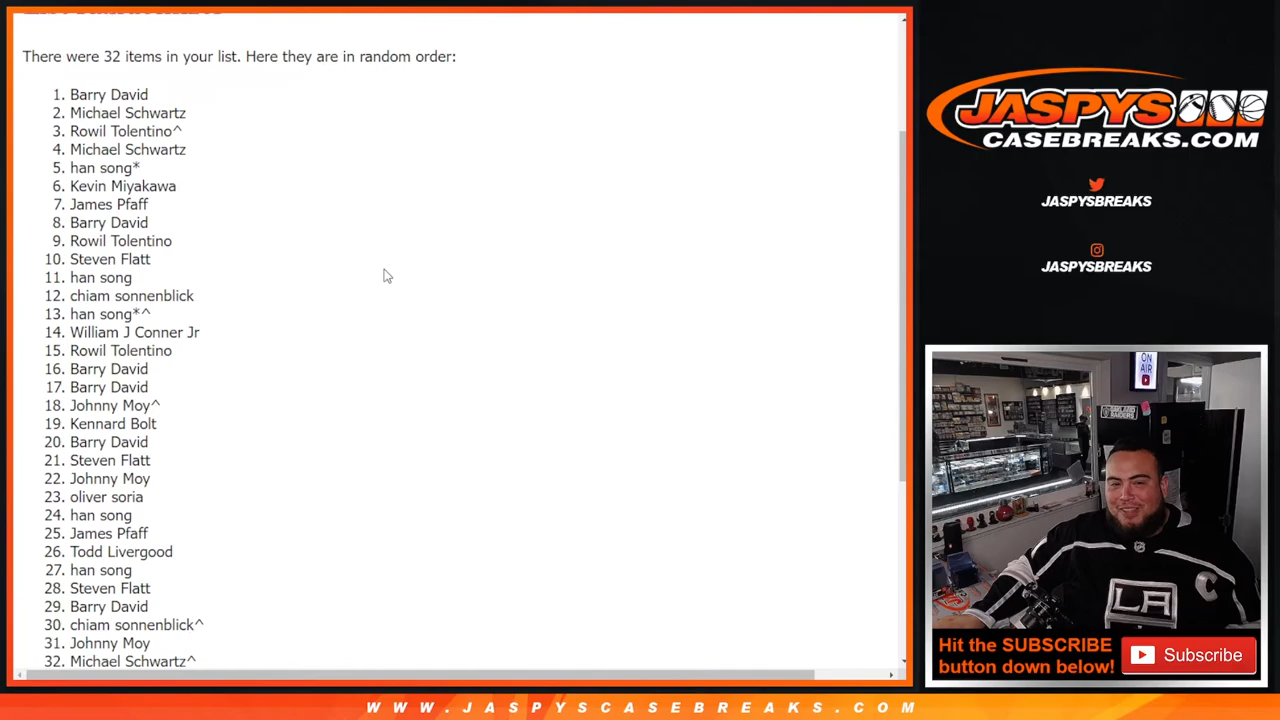 There were 32 items in your list. Here they are in random order:
1. Barry David
2. Michael Schwartz
3. Rowil Tolentino^
4. Michael Schwartz
5. han song*
6. Kevin Miyakawa
7. James Pfaff
8. Barry David
9. Rowil Tolentino
10. Steven Flatt
11. han song
12. chiam sonnenblick
13. han song*^
14. William J Conner Jr
15. Rowil Tolentino
16. Barry David
17. Barry David
18. Johnny Moy^
19. Kennard Bolt
20. Barry David
21. Steven Flatt
22. Johnny Moy
23. oliver soria
24. han song
25. James Pfaff
26. Todd Livergood
27. han song
28. Steven Flatt
29. Barry David
30. chiam sonnenblick^
31. Johnny Moy
32. Michael Schwartz^
JASPYS
CASEBREAKS.COM
JASPYSBREAKS
JASPYSBREAKS
ON
AIR
OAKLAND
RAIDERS
C
LA
Hit the SUBSCRIBE
button down below!
Subscribe
WWW.JASPYSCASEBREAKS.COM